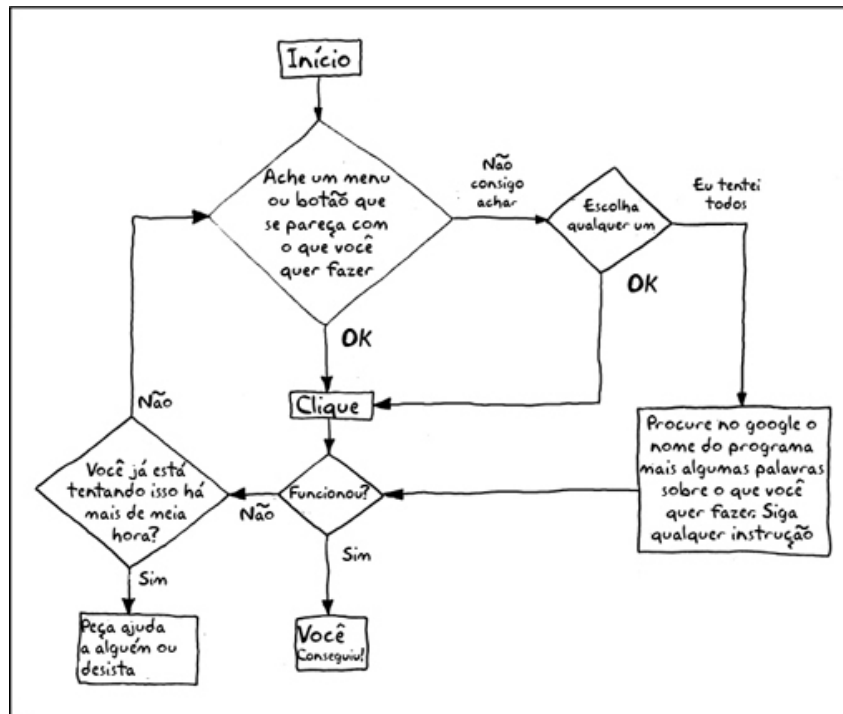 Início
Ache um menu
ou botão que
se pareça com
o que você
quer fazer
Não
consigo
achar
Escolha
qualquer um
Eu tentei
todos
OK
OK
Clique
Não
Procure no google o
nome do programa
mais algumas palavras
sobre o que você
quer fazer. Siga
qualquer instrução
Você já está
tentando isso há
mais de meia
hora?
Não
Funcionou?
Sim
Sim
Peça ajuda
a alguém ou
desista
Você
Conseguiu!